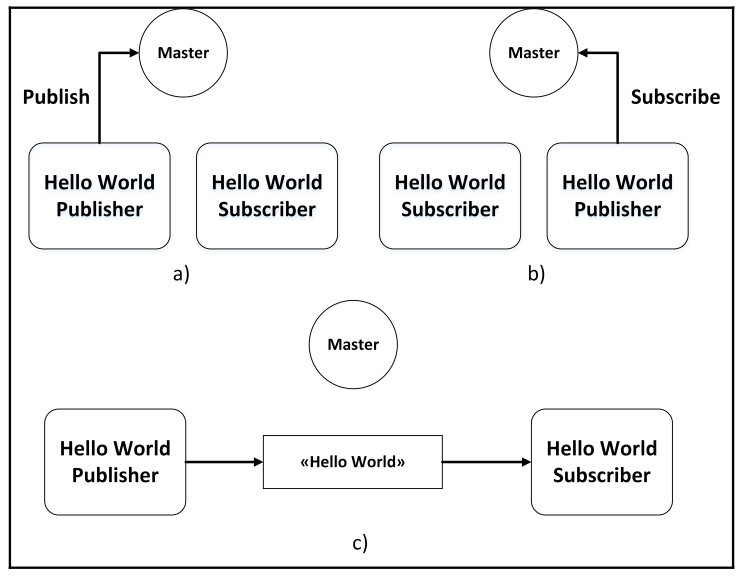 Master
Master
Publish
Subscribe
Hello World
Publisher
Hello World
Subscriber
Hello World
Subscriber
Hello World
Publisher
a)
b)
Master
Hello World
Publisher
«Hello World»
Hello World
Subscriber
c)